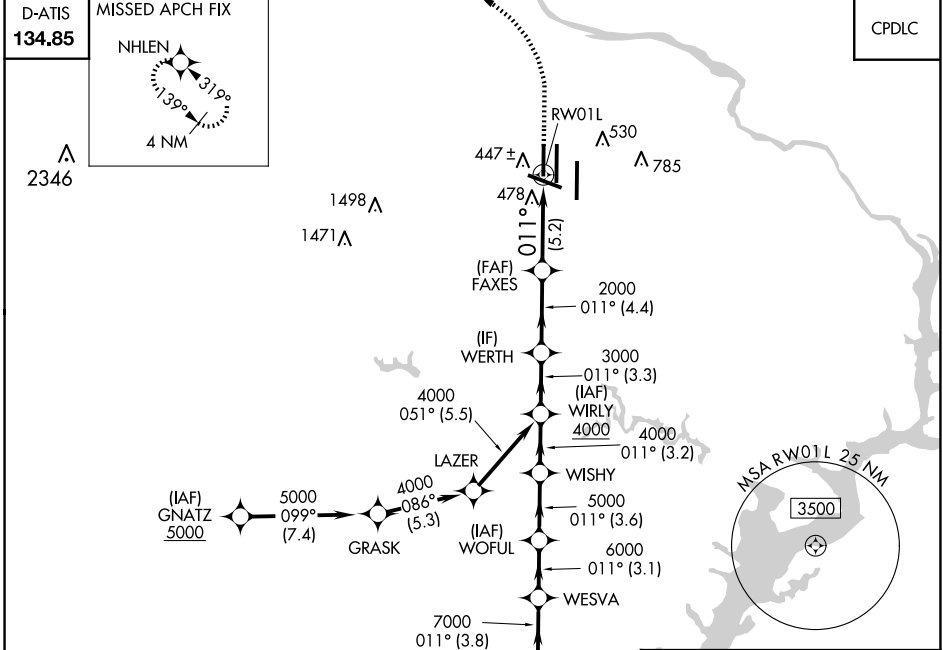 D-ATIS
134.85
MISSED APCH FIX
NHLEN
319°
139°
4 NM
CPDLC
2346
RW01L
530
447 ±
785
478
1498
1471
011°
(5.2)
(FAF)
FAXES
2000
011° (4.4)
(IF)
WERTH
3000
011° (3.3)
4000
051° (5.5)
(IAF)
WIRLY
4000
4000
011° (3.2)
LAZER
WISHY
MSA RW01L 25 NM
3500
(IAF)
GNATZ
5000
5000
099°
(7.4)
4000
086°
(5.3)
GRASK
5000
011° (3.6)
(IAF)
WOFUL
6000
011° (3.1)
WESVA
7000
011° (3.8)